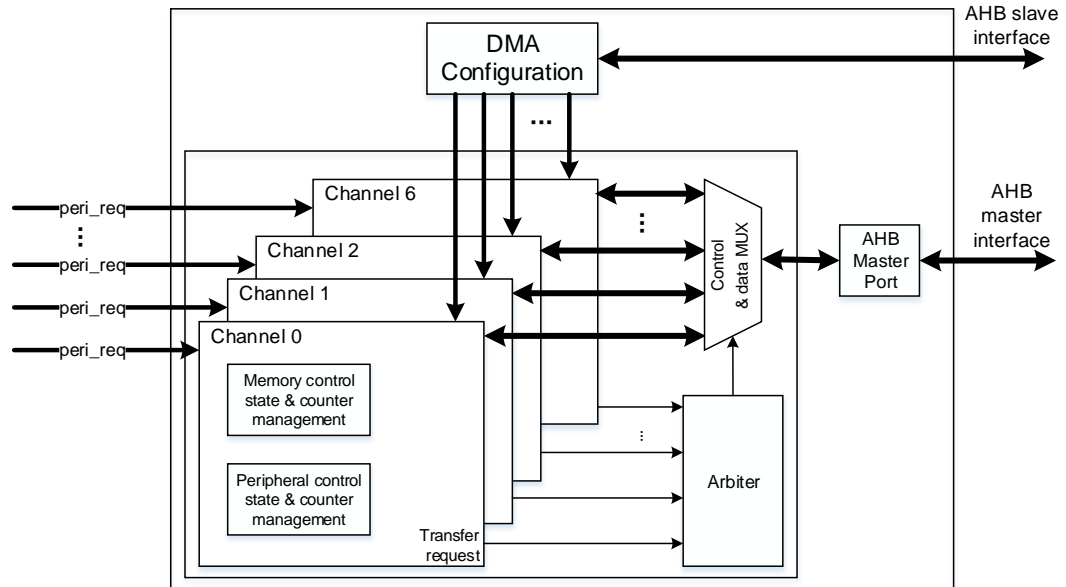 AHB slave
interface
DMA
Configuration
...
Channel 6
peri_req
...
Channel 2
peri_req
Channel 1
peri_req
Channel 0
peri_req
...
Control
& data MUX
AHB
Master
Port
AHB
master
interface
Memory control
state & counter
management
Peripheral control
state & counter
management
Transfer
request
...
Arbiter